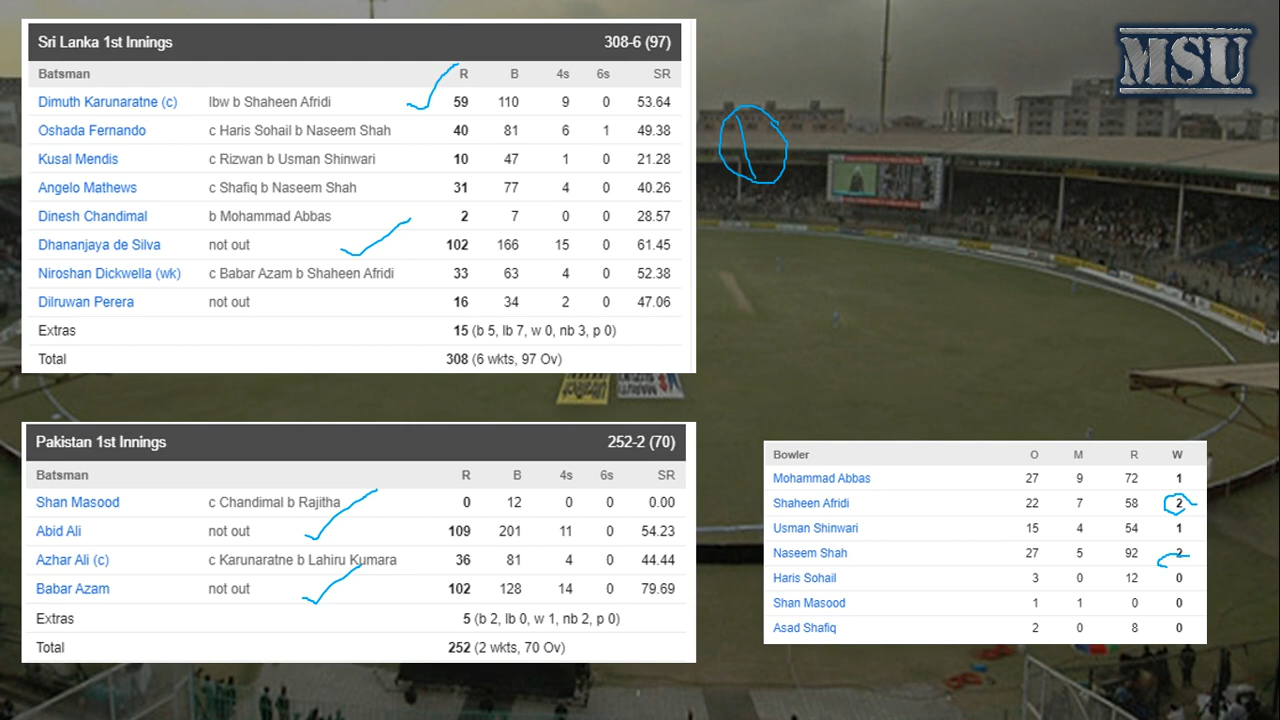 MSU
Sri Lanka 1st Innings 308-6 (97)
Batsman R B 4s 6s SR
Dimuth Karunaratne (c) lbw b Shaheen Afridi 59 110 9 0 53.64
Oshada Fernando c Haris Sohail b Naseem Shah 40 81 6 1 49.38
Kusal Mendis c Rizwan b Usman Shinwari 10 47 1 0 21.28
Angelo Mathews c Shafiq b Naseem Shah 31 77 4 0 40.26
Dinesh Chandimal b Mohammad Abbas 2 7 0 0 28.57
Dhananjaya de Silva not out 102 166 15 0 61.45
Niroshan Dickwella (wk) c Babar Azam b Shaheen Afridi 33 63 4 0 52.38
Dilruwan Perera not out 16 34 2 0 47.06
Extras 15 (b 5, lb 7, w 0, nb 3, p 0)
Total 308 (6 wkts, 97 Ov)
Pakistan 1st Innings 252-2 (70)
Batsman R B 4s 6s SR
Shan Masood c Chandimal b Rajitha 0 12 0 0 0.00
Abid Ali not out 109 201 11 0 54.23
Azhar Ali (c) c Karunaratne b Lahiru Kumara 36 81 4 0 44.44
Babar Azam not out 102 128 14 0 79.69
Extras 5 (b 2, lb 0, w 1, nb 2, p 0)
Total 252 (2 wkts, 70 Ov)
Bowler O M R W
Mohammad Abbas 27 9 72 1
Shaheen Afridi 22 7 58 2
Usman Shinwari 15 4 54 1
Naseem Shah 27 5 92 2
Haris Sohail 3 0 12 0
Shan Masood 1 1 0 0
Asad Shafiq 2 0 8 0